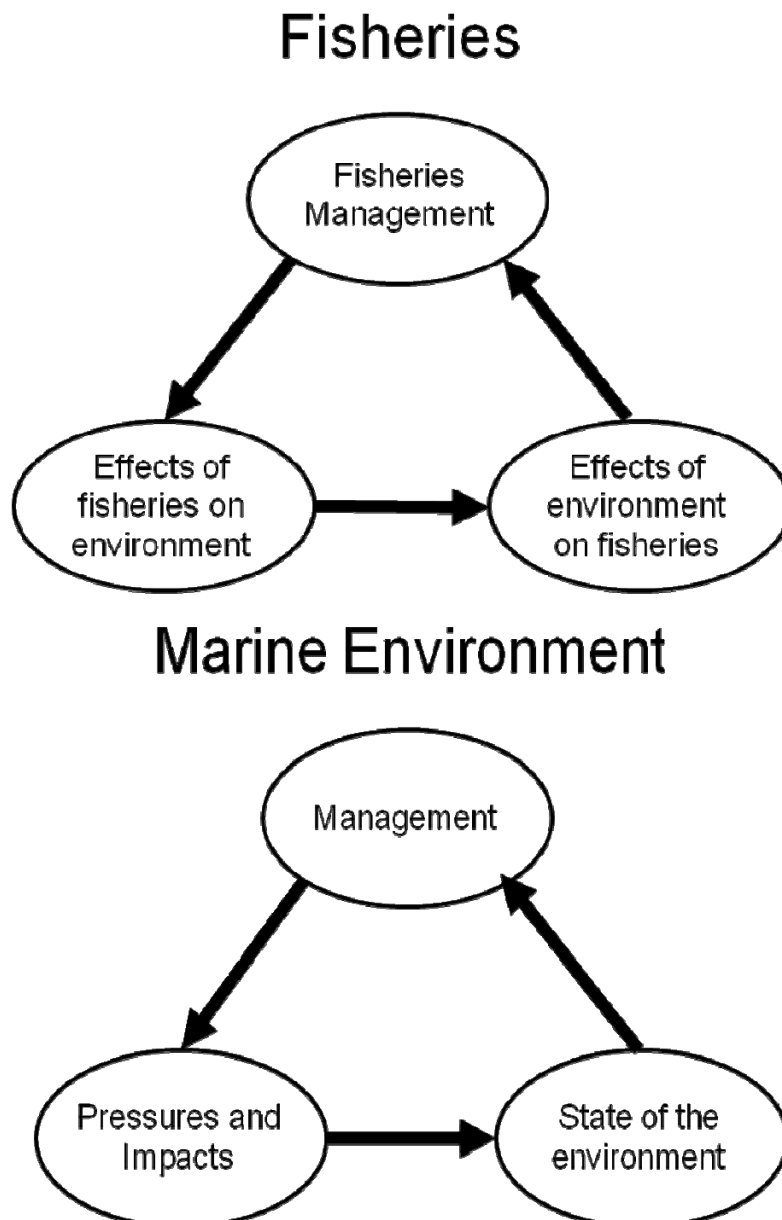 Fisheries
Fisheries
Management
Effects of
fisheries on
environment
Effects of
environment
on fisheries
Marine Environment
Management
Pressures and
Impacts
State of the
environment